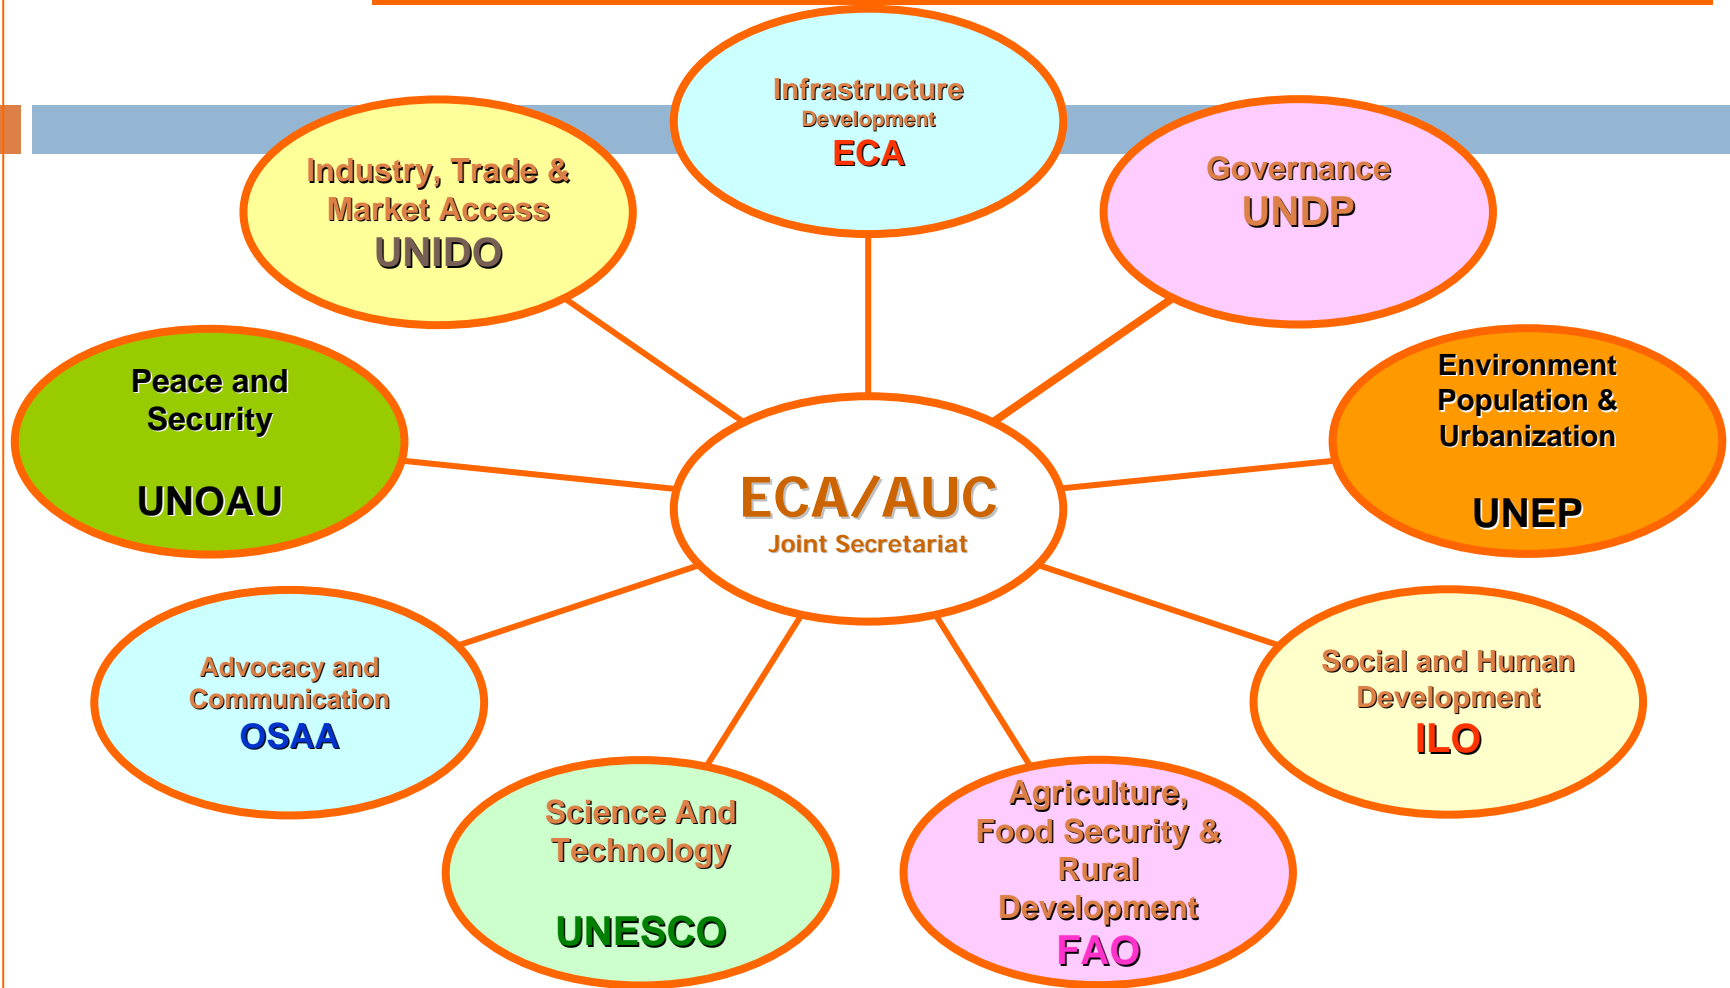 Infrastructure
Development
ECA
Industry, Trade &
Market Access
UNIDO
Governance
UNDP
Peace and
Security
UNOAU
Environment
Population &
Urbanization
UNEP
ECA/AUC
Joint Secretariat
Advocacy and
Communication
OSAA
Social and Human
Development
ILO
Science And
Technology
UNESCO
Agriculture,
Food Security &
Rural
Development
FAO